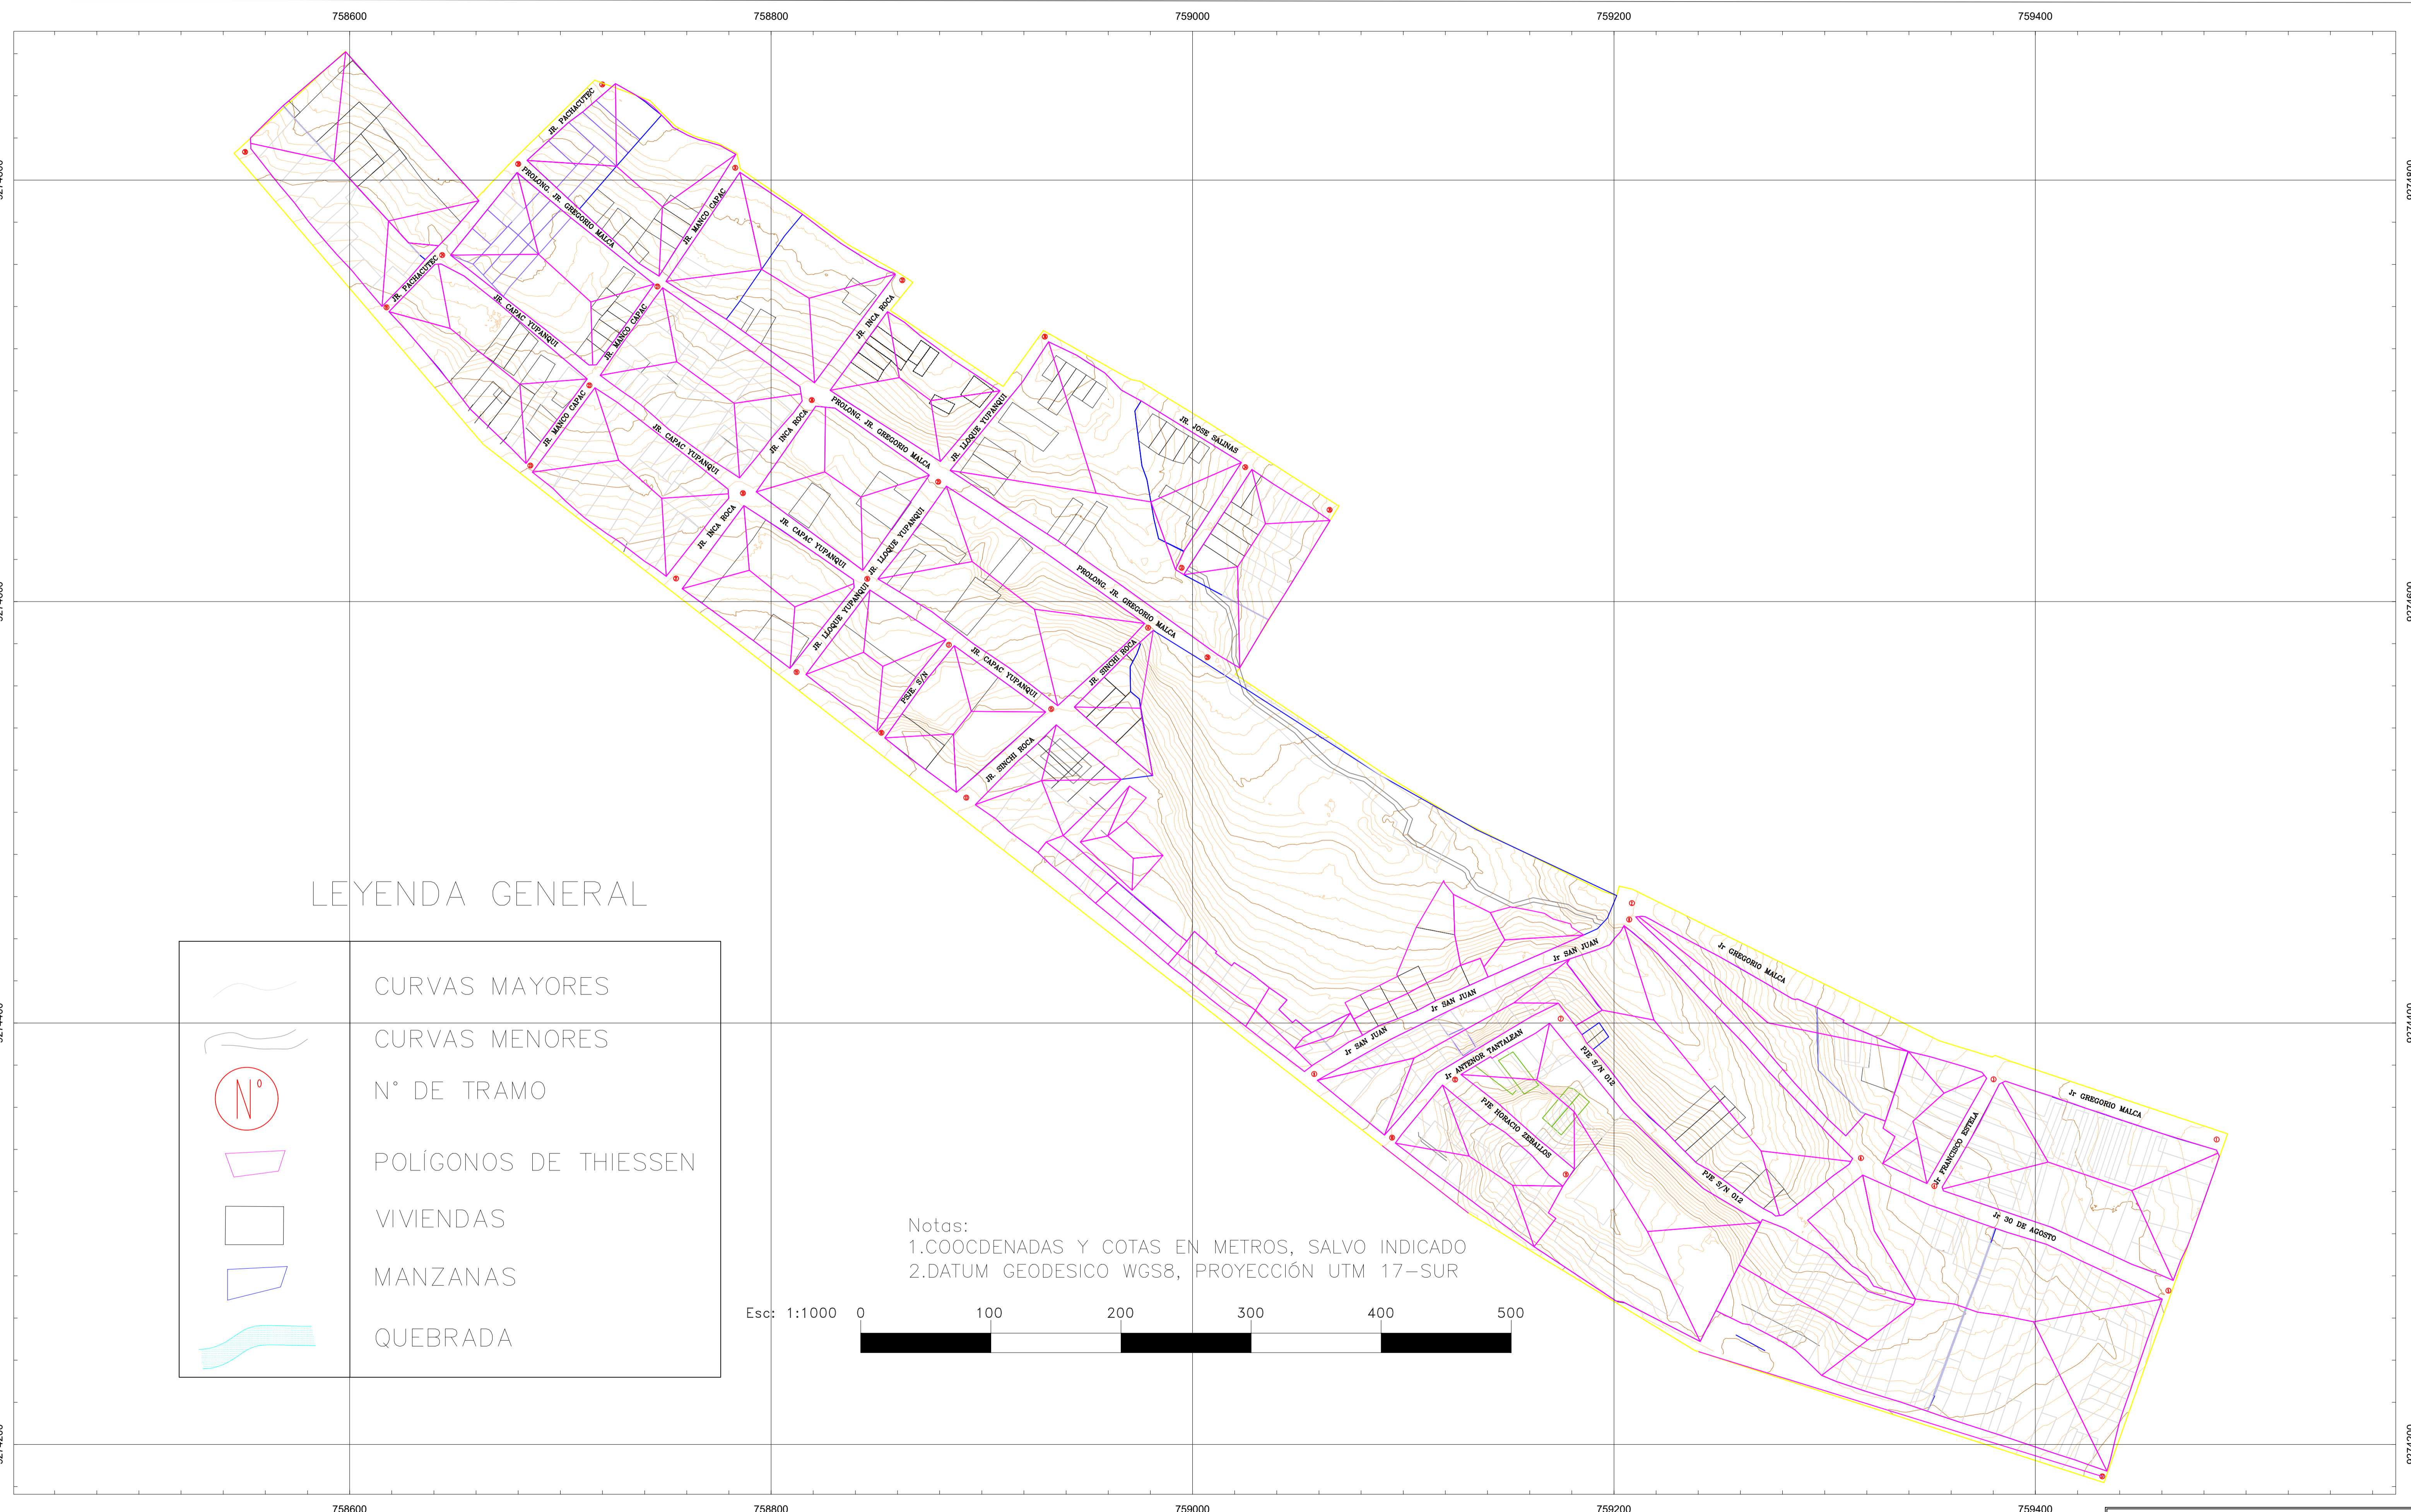 758600 758800 759000 759200 759400
JR. PACHACUTEC
PROLONG. JR. GREGORIO MALCA
JR. MANCO CAPAC
9274800
JR. PACHACUTEC
JR. CAPAC YUPANQUI
JR. MANCO CAPAC
JR. INCA ROCA
JR. MANCO CAPAC
JR. CAPAC YUPANQUI
JR. INCA ROCA
PROLONG. JR. GREGORIO MALCA
JR. LLOQUE YUPANQUI
JR. JOSE SALINAS
JR. INCA ROCA
JR. CAPAC YUPANQUI
JR. LLOQUE YUPANQUI
PROLONG. JR. GREGORIO MALCA
9274600
JR. LLOQUE YUPANQUI
PSJE. S/N
JR. CAPAC YUPANQUI
JR. SINCHI ROCA
JR. SINCHI ROCA
Jr SAN JUAN
Jr GREGORIO MALCA
Jr SAN JUAN
9274400
Jr SAN JUAN
Jr ANTENOR TANTALEAN
PJE S/N 012
PJE HORACIO ZEBALLOS
Jr GREGORIO MALCA
Jr FRANCISCO ESTELA
PJE S/N 012
Jr 30 DE AGOSTO
9274200
LEYENDA GENERAL
CURVAS MAYORES
CURVAS MENORES
N° N° DE TRAMO
POLÍGONOS DE THIESSEN
VIVIENDAS
MANZANAS
QUEBRADA
Notas:
1.COOCDENADAS Y COTAS EN METROS, SALVO INDICADO
2.DATUM GEODESICO WGS8, PROYECCIÓN UTM 17-SUR
Esc: 1:1000 0 100 200 300 400 500
758600 758800 759000 759200 759400